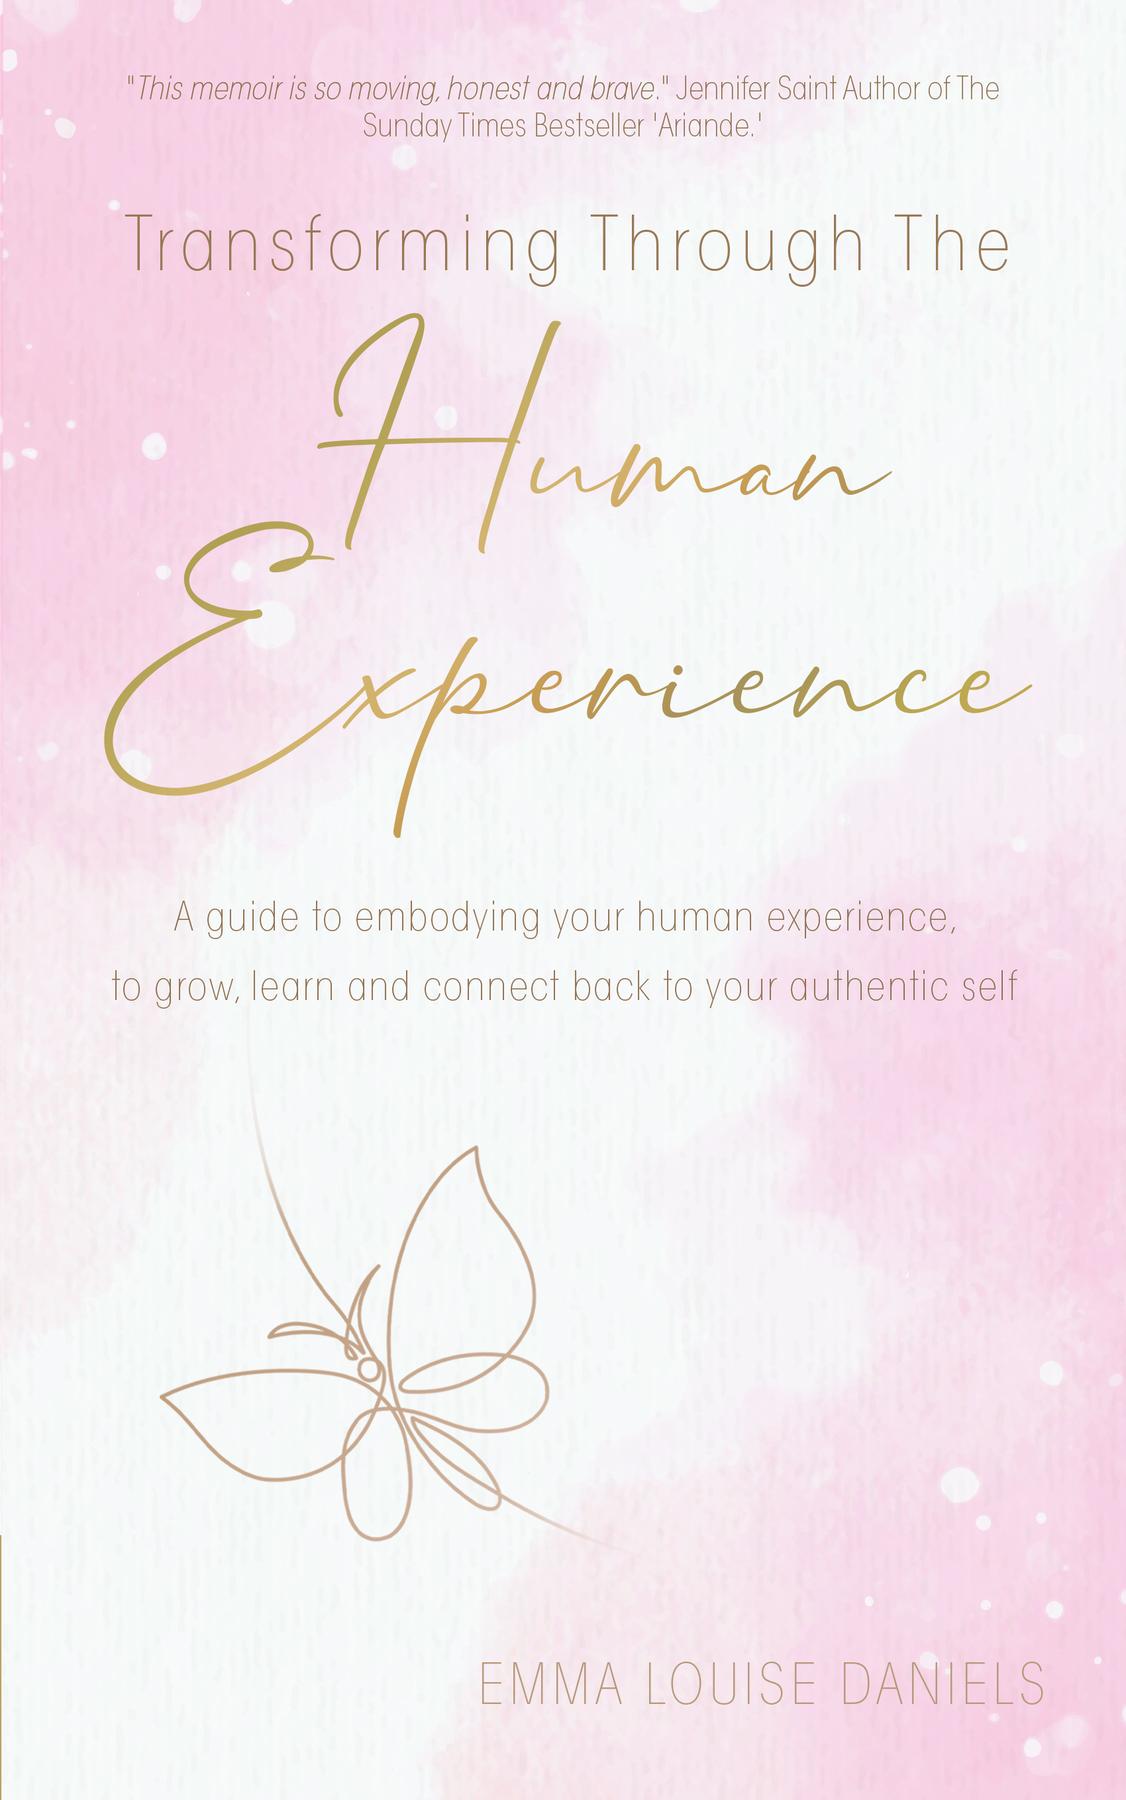 "This memoir is so moving, honest and brave." Jennifer Saint Author of The
Sunday Times Bestseller 'Ariande.'
Transforming Through The
Human
Experience
A guide to embodying your human experience,
to grow, learn and connect back to your authentic self
EMMA LOUISE DANIELS